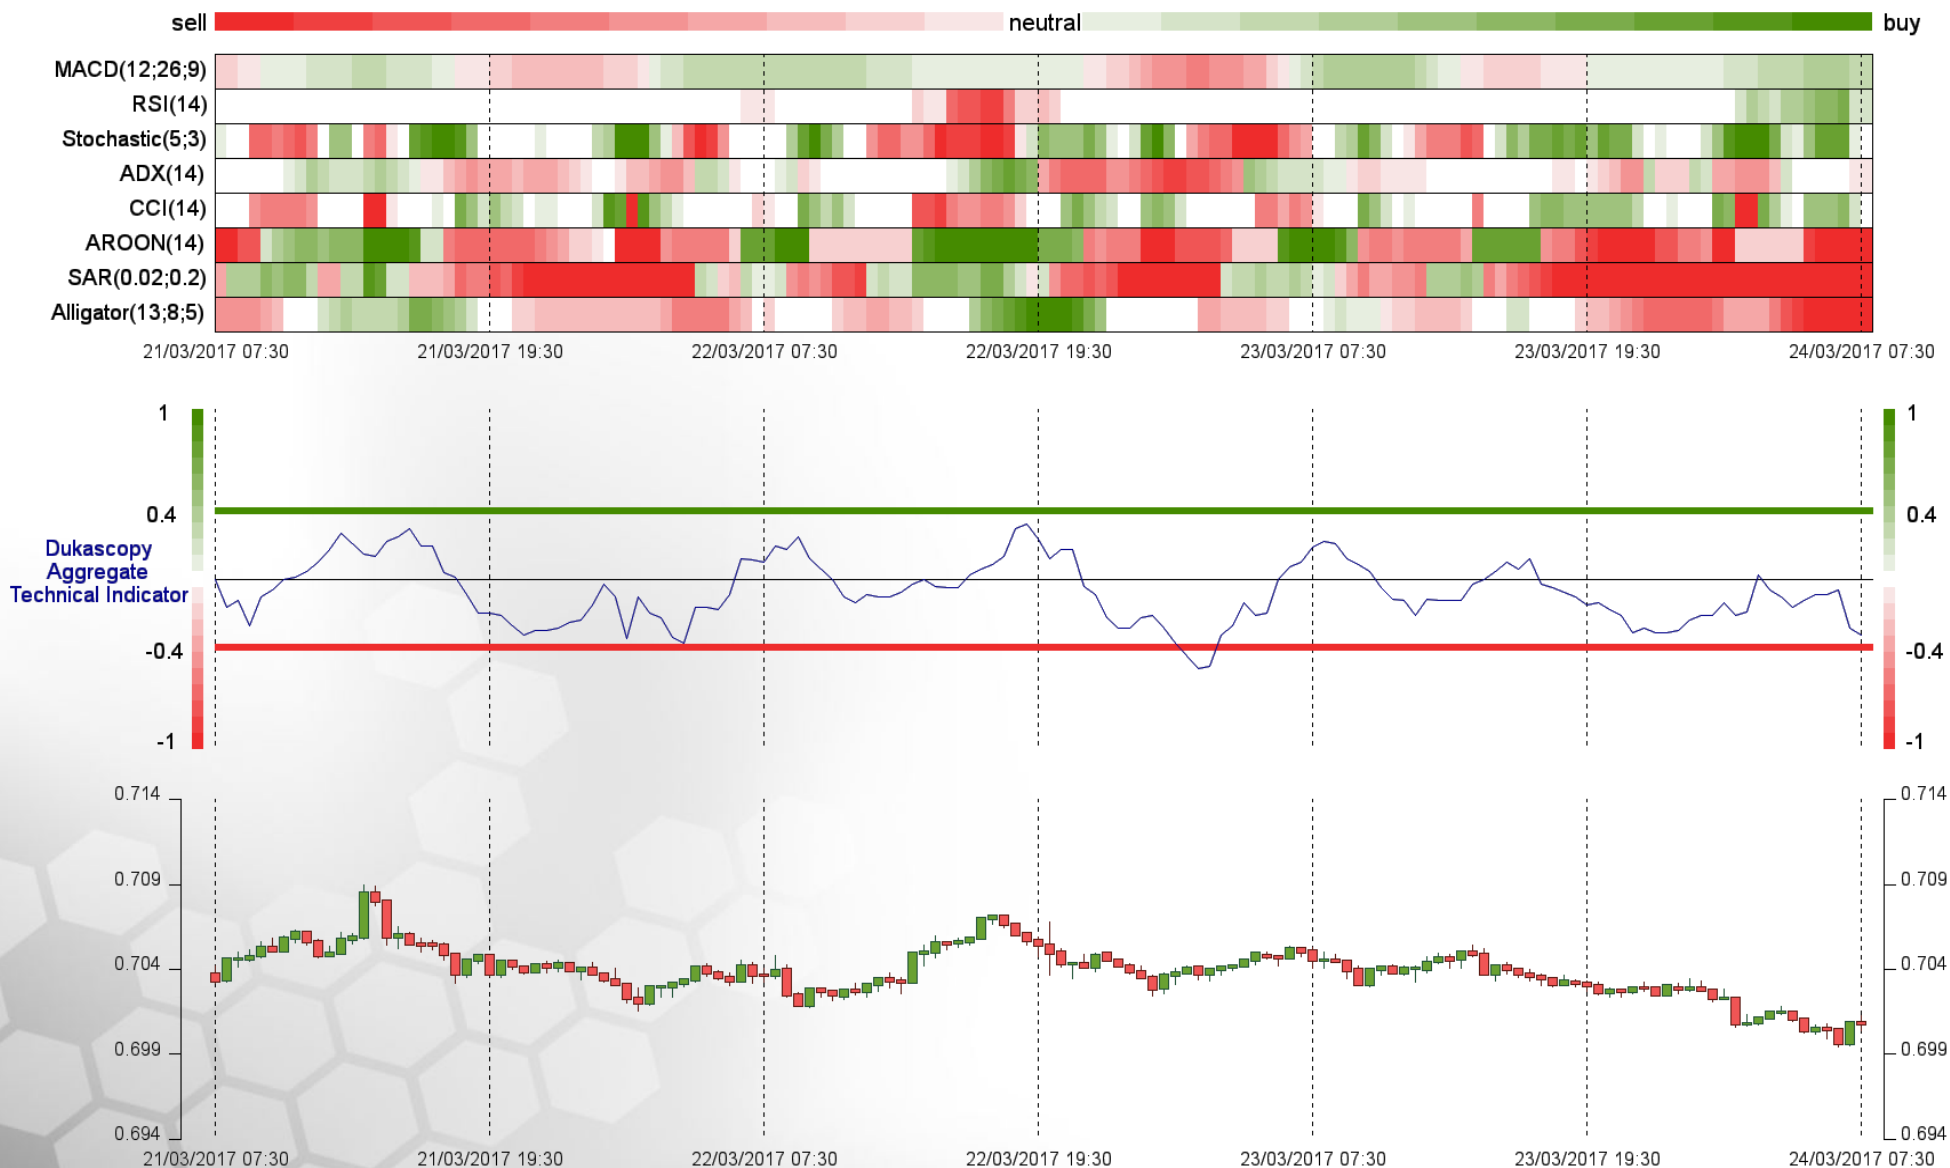 sell neutral buy
MACD(12;26;9)
RSI(14)
Stochastic(5;3)
ADX(14)
CCI(14)
AROON(14)
SAR(0.02;0.2)
Alligator(13;8;5)
21/03/2017 07:30 21/03/2017 19:30 22/03/2017 07:30 22/03/2017 19:30 23/03/2017 07:30 23/03/2017 19:30 24/03/2017 07:30
1 1
0.4 0.4
Dukascopy
Aggregate
Technical Indicator
-0.4 -0.4
-1 -1
0.714 0.714
0.709 0.709
0.704 0.704
0.699 0.699
0.694 0.694
21/03/2017 07:30 21/03/2017 19:30 22/03/2017 07:30 22/03/2017 19:30 23/03/2017 07:30 23/03/2017 19:30 24/03/2017 07:30